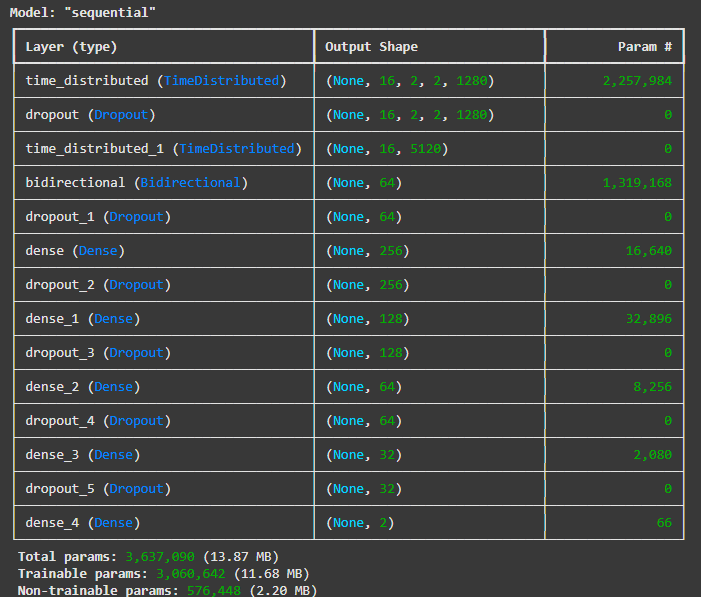 Model: "sequential"
Layer (type) Output Shape Param #
time_distributed (TimeDistributed) (None, 16, 2, 2, 1280) 2,257,984
dropout (Dropout) (None, 16, 2, 2, 1280) 0
time_distributed_1 (TimeDistributed) (None, 16, 5120) 0
bidirectional (Bidirectional) (None, 64) 1,319,168
dropout_1 (Dropout) (None, 64) 0
dense (Dense) (None, 256) 16,640
dropout_2 (Dropout) (None, 256) 0
dense_1 (Dense) (None, 128) 32,896
dropout_3 (Dropout) (None, 128) 0
dense_2 (Dense) (None, 64) 8,256
dropout_4 (Dropout) (None, 64) 0
dense_3 (Dense) (None, 32) 2,080
dropout_5 (Dropout) (None, 32) 0
dense_4 (Dense) (None, 2) 66
Total params: 3,637,090 (13.87 MB)
Trainable params: 3,060,642 (11.68 MB)
Non-trainable params: 576,448 (2.20 MB)